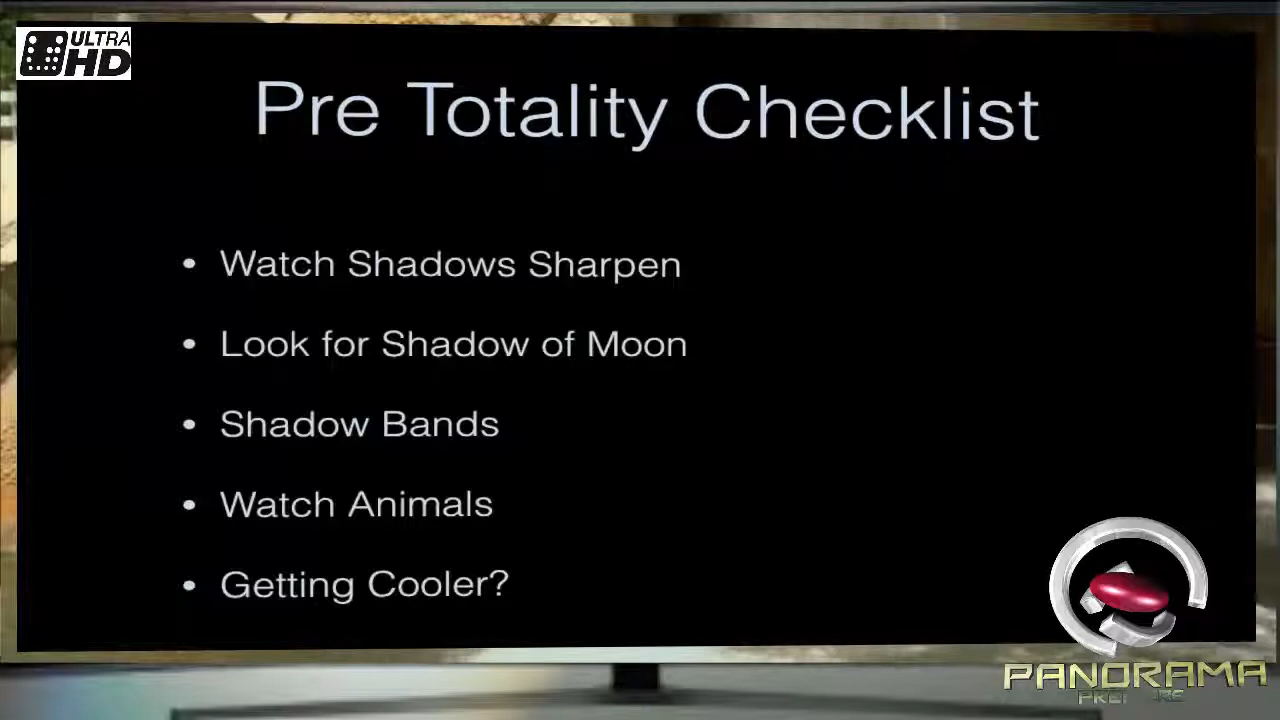 ULTRA
HD
Pre Totality Checklist
• Watch Shadows Sharpen
• Look for Shadow of Moon
• Shadow Bands
• Watch Animals
• Getting Cooler?
PANORAMA